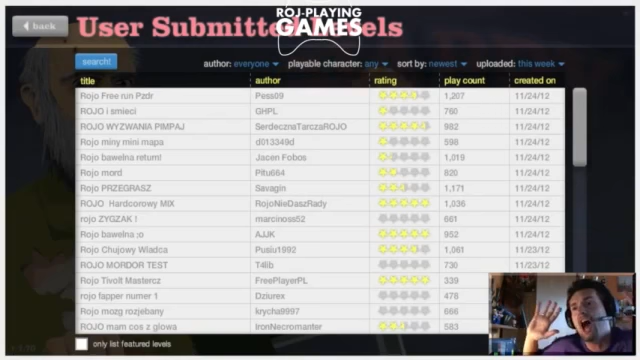 back
User Submitted Levels
ROJ-PLAYING
GAMES
search!
author: everyone playable character: any sort by: newest uploaded: this week
title author rating play count created on
Rojo Free run Pzdr Pess09 1,207 11/24/12
ROJO i smieci GHPL 760 11/24/12
ROJO WYZWANIA PIMPAJ SerdecznaTarczaROJO 982 11/24/12
Rojo miny mini mapa d013349d 598 11/24/12
Rojo bawelna return! Jacen Fobos 1,019 11/24/12
Rojo mord Pitu664 820 11/24/12
Rojo PRZEGRASZ Savagin 1,171 11/24/12
ROJO Hardcorowy MIX RojoNieDaszRady 1,036 11/24/12
rojo ZYGZAK ! marcinoss52 661 11/24/12
Rojo bawelna ;o AJJK 952 11/24/12
Rojo Chujowy Wladca Pusiu1992 1,061 11/23/12
ROJO MORDOR TEST T4lib 730 11/23/12
Rojo Tivolt Mastercz FreePlayerPL 339
rojo fapper numer 1 Dziurex 478
Rojo mozg rozjebany krycha9997 666
ROJO mam cos z glowa IronNecromanter 583
only list featured levels